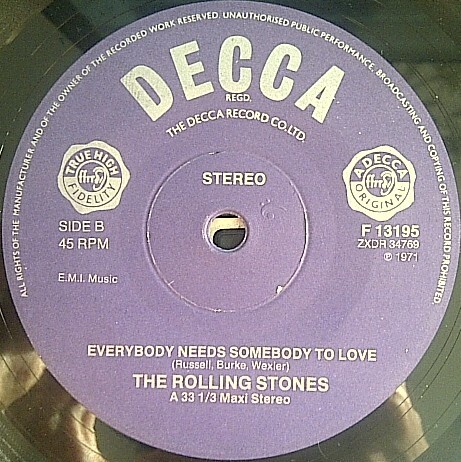 ALL RIGHTS OF THE MANUFACTURER AND OF THE OWNER OF THE RECORDED WORK RESERVED. UNAUTHORISED PUBLIC PERFORMANCE, BROADCASTING AND COPYING OF THIS RECORD PROHIBITED.
DECCA
REGD.
THE DECCA RECORD CO. LTD.
TRUE HIGH
ffrr
FIDELITY
STEREO
A DECCA
ffrr
ORIGINAL
SIDE B
45 RPM
F 13195
ZXDR 34769
℗ 1971
E.M.I. Music
EVERYBODY NEEDS SOMEBODY TO LOVE
(Russell, Burke, Wexler)
THE ROLLING STONES
A 33 1/3 Maxi Stereo